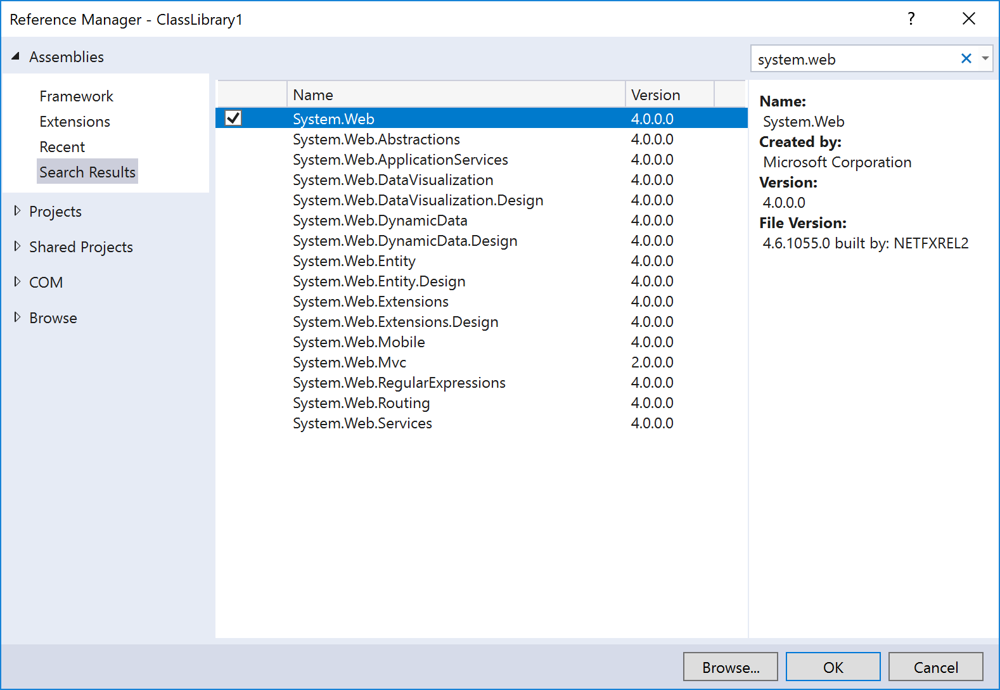 Reference Manager - ClassLibrary1
?
Assemblies
system.web
Framework
Extensions
Recent
Search Results
Projects
Shared Projects
COM
Browse
Name Version
System.Web 4.0.0.0
System.Web.Abstractions 4.0.0.0
System.Web.ApplicationServices 4.0.0.0
System.Web.DataVisualization 4.0.0.0
System.Web.DataVisualization.Design 4.0.0.0
System.Web.DynamicData 4.0.0.0
System.Web.DynamicData.Design 4.0.0.0
System.Web.Entity 4.0.0.0
System.Web.Entity.Design 4.0.0.0
System.Web.Extensions 4.0.0.0
System.Web.Extensions.Design 4.0.0.0
System.Web.Mobile 4.0.0.0
System.Web.Mvc 2.0.0.0
System.Web.RegularExpressions 4.0.0.0
System.Web.Routing 4.0.0.0
System.Web.Services 4.0.0.0
Name:
System.Web
Created by:
Microsoft Corporation
Version:
4.0.0.0
File Version:
4.6.1055.0 built by: NETFXREL2
Browse... OK Cancel